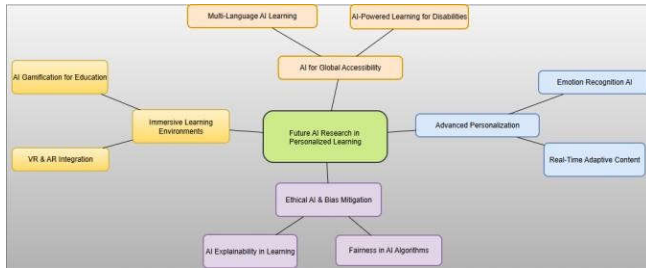 Multi-Language AI Learning
AI-Powered Learning for Disabilities
AI for Global Accessibility
AI Gamification for Education
Emotion Recognition AI
Immersive Learning
Environments
Future AI Research in
Personalized Learning
Advanced Personalization
VR & AR Integration
Real-Time Adaptive Content
Ethical AI & Bias Mitigation
AI Explainability in Learning
Fairness in AI Algorithms